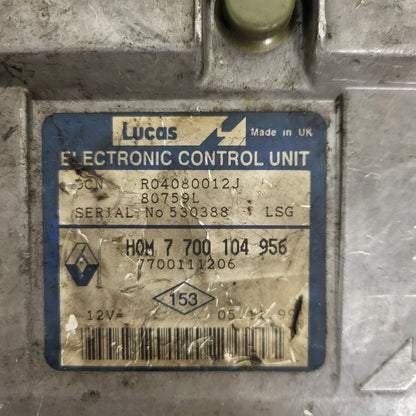 Lucas Made in UK
ELECTRONIC CONTROL UNIT
DCN R04080012J
80759L
SERIAL No 530388 LSG
HOM 7 700 104 956
7700111206
153
12V=